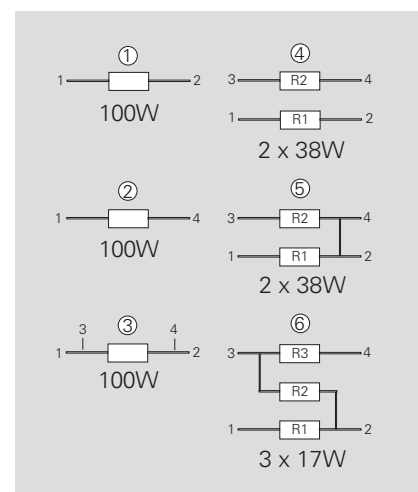 ① ④
1 2 3 R2 4
100W 1 R1 2
2 x 38W
② ⑤
1 4 3 R2 4
100W 1 R1 2
2 x 38W
3 ③ 4 ⑥
1 2 3 R3 4
100W R2
1 R1 2
3 x 17W